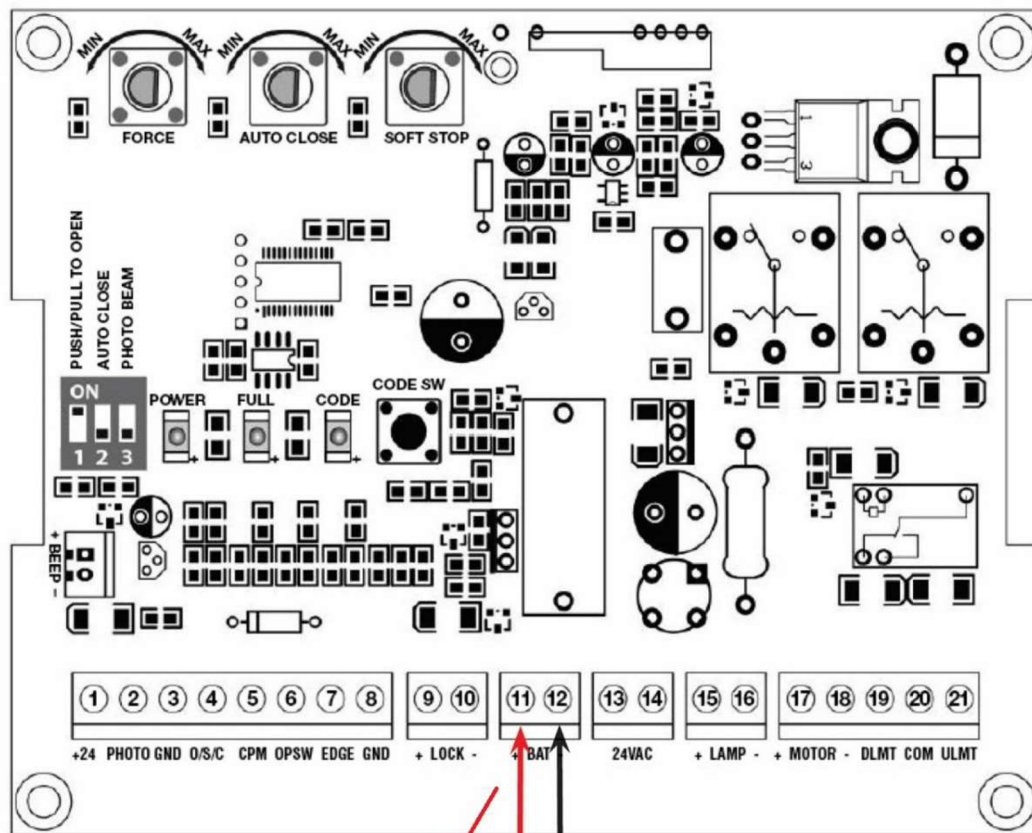 MIN MAX MIN MAX MIN MAX
FORCE AUTO CLOSE SOFT STOP
1
3
PUSH/PULL TO OPEN
AUTO CLOSE
PHOTO BEAM
ON
1 2 3
POWER FULL CODE CODE SW
+ + +
+ BEEP -
1 2 3 4 5 6 7 8 9 10 11 12 13 14 15 16 17 18 19 20 21
+24 PHOTO GND O/S/C CPM OPSW EDGE GND + LOCK - + BAT 24VAC + LAMP - + MOTOR - DLMT COM ULMT